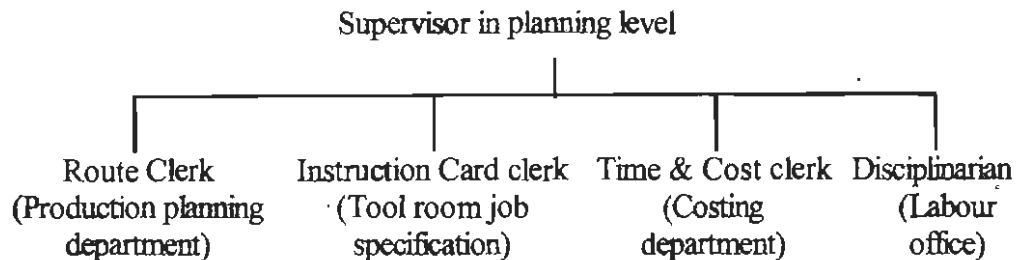 Supervisor in planning level
Route Clerk Instruction Card clerk Time & Cost clerk Disciplinarian
(Production planning (Tool room job (Costing (Labour
department) specification) department) office)